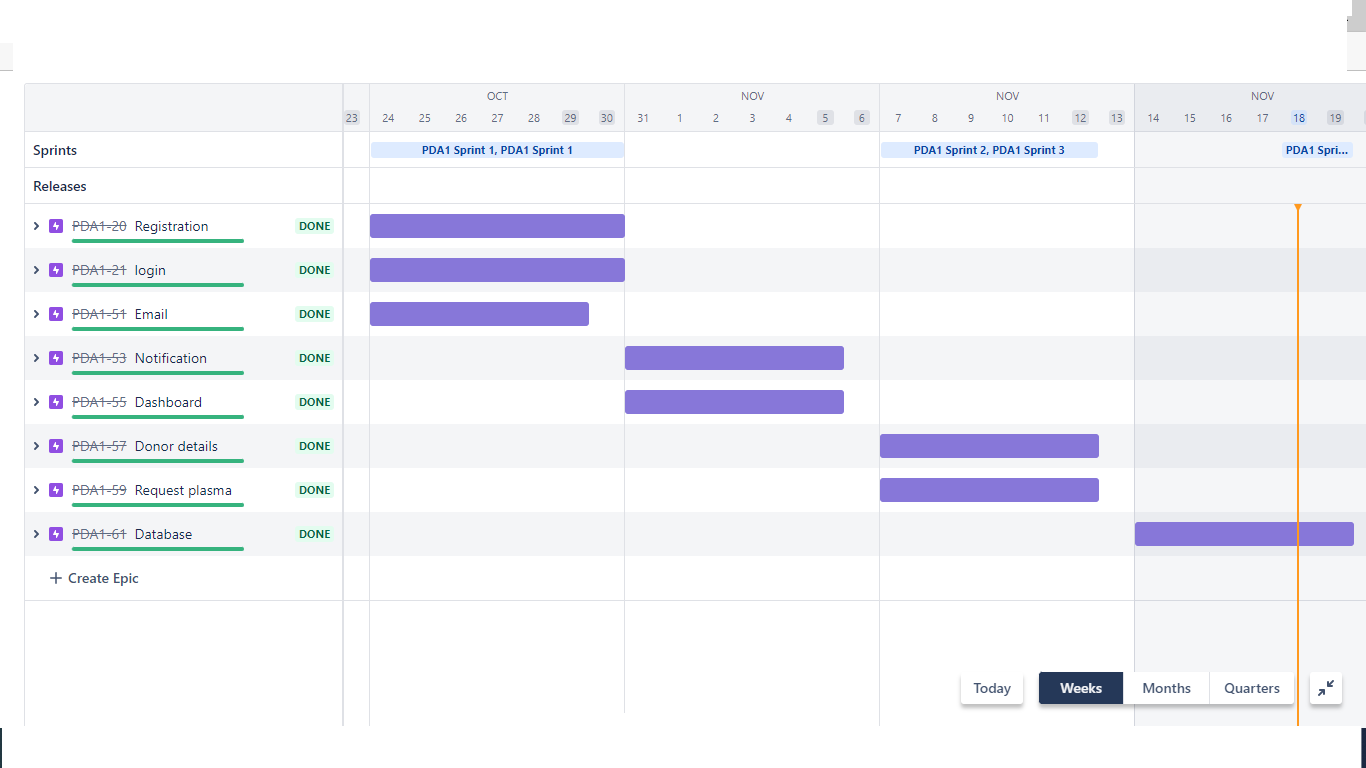 OCT NOV NOV NOV
23 24 25 26 27 28 29 30 31 1 2 3 4 5 6 7 8 9 10 11 12 13 14 15 16 17 18 19
Sprints PDA1 Sprint 1, PDA1 Sprint 1 PDA1 Sprint 2, PDA1 Sprint 3 PDA1 Spri...
Releases
PDA1-20 Registration DONE
PDA1-21 login DONE
PDA1-51 Email DONE
PDA1-53 Notification DONE
PDA1-55 Dashboard DONE
PDA1-57 Donor details DONE
PDA1-59 Request plasma DONE
PDA1-61 Database DONE
+ Create Epic
Today Weeks Months Quarters